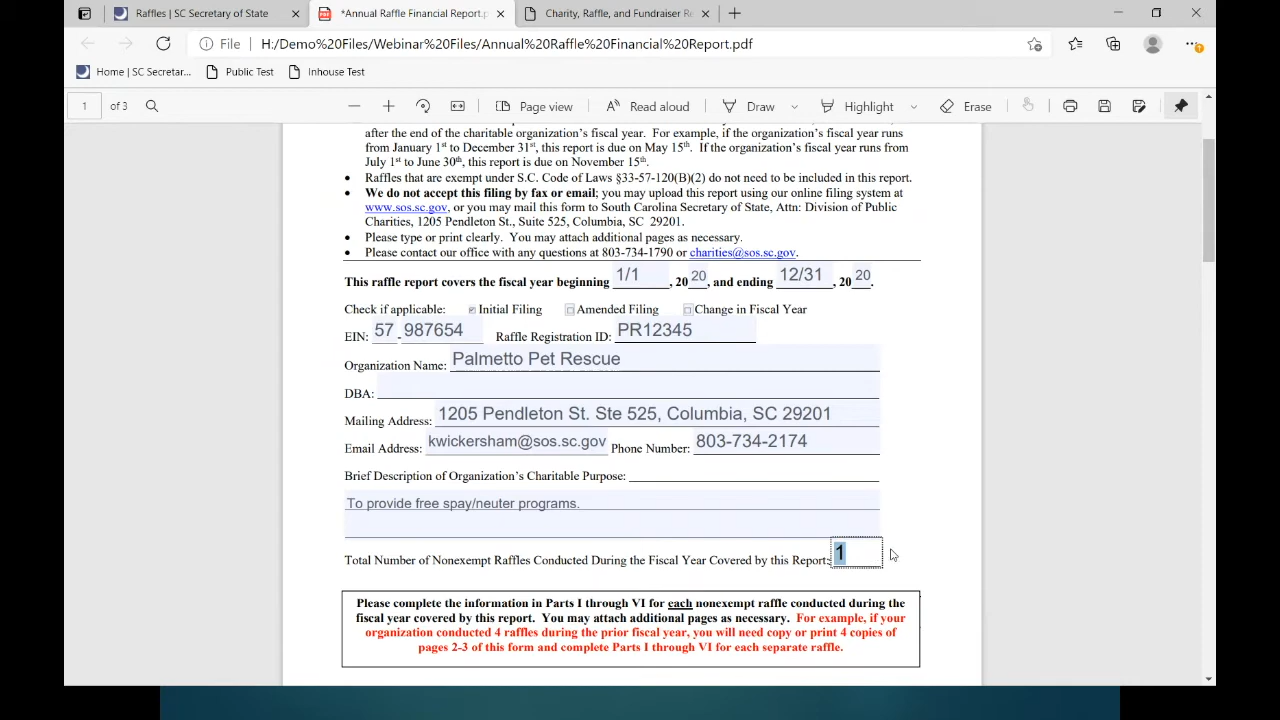 Raffles | SC Secretary of State
*Annual Raffle Financial Report.p
Charity, Raffle, and Fundraiser Re
File
H:/Demo%20Files/Webinar%20Files/Annual%20Raffle%20Financial%20Report.pdf
Home | SC Secretar...
Public Test
Inhouse Test
1
of 3
Page view
Read aloud
Draw
Highlight
Erase
after the end of the charitable organization's fiscal year. For example, if the organization's fiscal year runs
from January 1st to December 31st, this report is due on May 15th. If the organization's fiscal year runs from
July 1st to June 30th, this report is due on November 15th.
• Raffles that are exempt under S.C. Code of Laws §33-57-120(B)(2) do not need to be included in this report.
• We do not accept this filing by fax or email; you may upload this report using our online filing system at
www.sos.sc.gov, or you may mail this form to South Carolina Secretary of State, Attn: Division of Public
Charities, 1205 Pendleton St., Suite 525, Columbia, SC 29201.
• Please type or print clearly. You may attach additional pages as necessary.
• Please contact our office with any questions at 803-734-1790 or charities@sos.sc.gov.
This raffle report covers the fiscal year beginning 1/1, 20 20, and ending 12/31, 20 20.
Check if applicable: Initial Filing Amended Filing Change in Fiscal Year
EIN: 57-987654 Raffle Registration ID: PR12345
Organization Name: Palmetto Pet Rescue
DBA:
Mailing Address: 1205 Pendleton St. Ste 525, Columbia, SC 29201
Email Address: kwickersham@sos.sc.gov Phone Number: 803-734-2174
Brief Description of Organization's Charitable Purpose:
To provide free spay/neuter programs.
Total Number of Nonexempt Raffles Conducted During the Fiscal Year Covered by this Report: 1
Please complete the information in Parts I through VI for each nonexempt raffle conducted during the
fiscal year covered by this report. You may attach additional pages as necessary. For example, if your
organization conducted 4 raffles during the prior fiscal year, you will need copy or print 4 copies of
pages 2-3 of this form and complete Parts I through VI for each separate raffle.